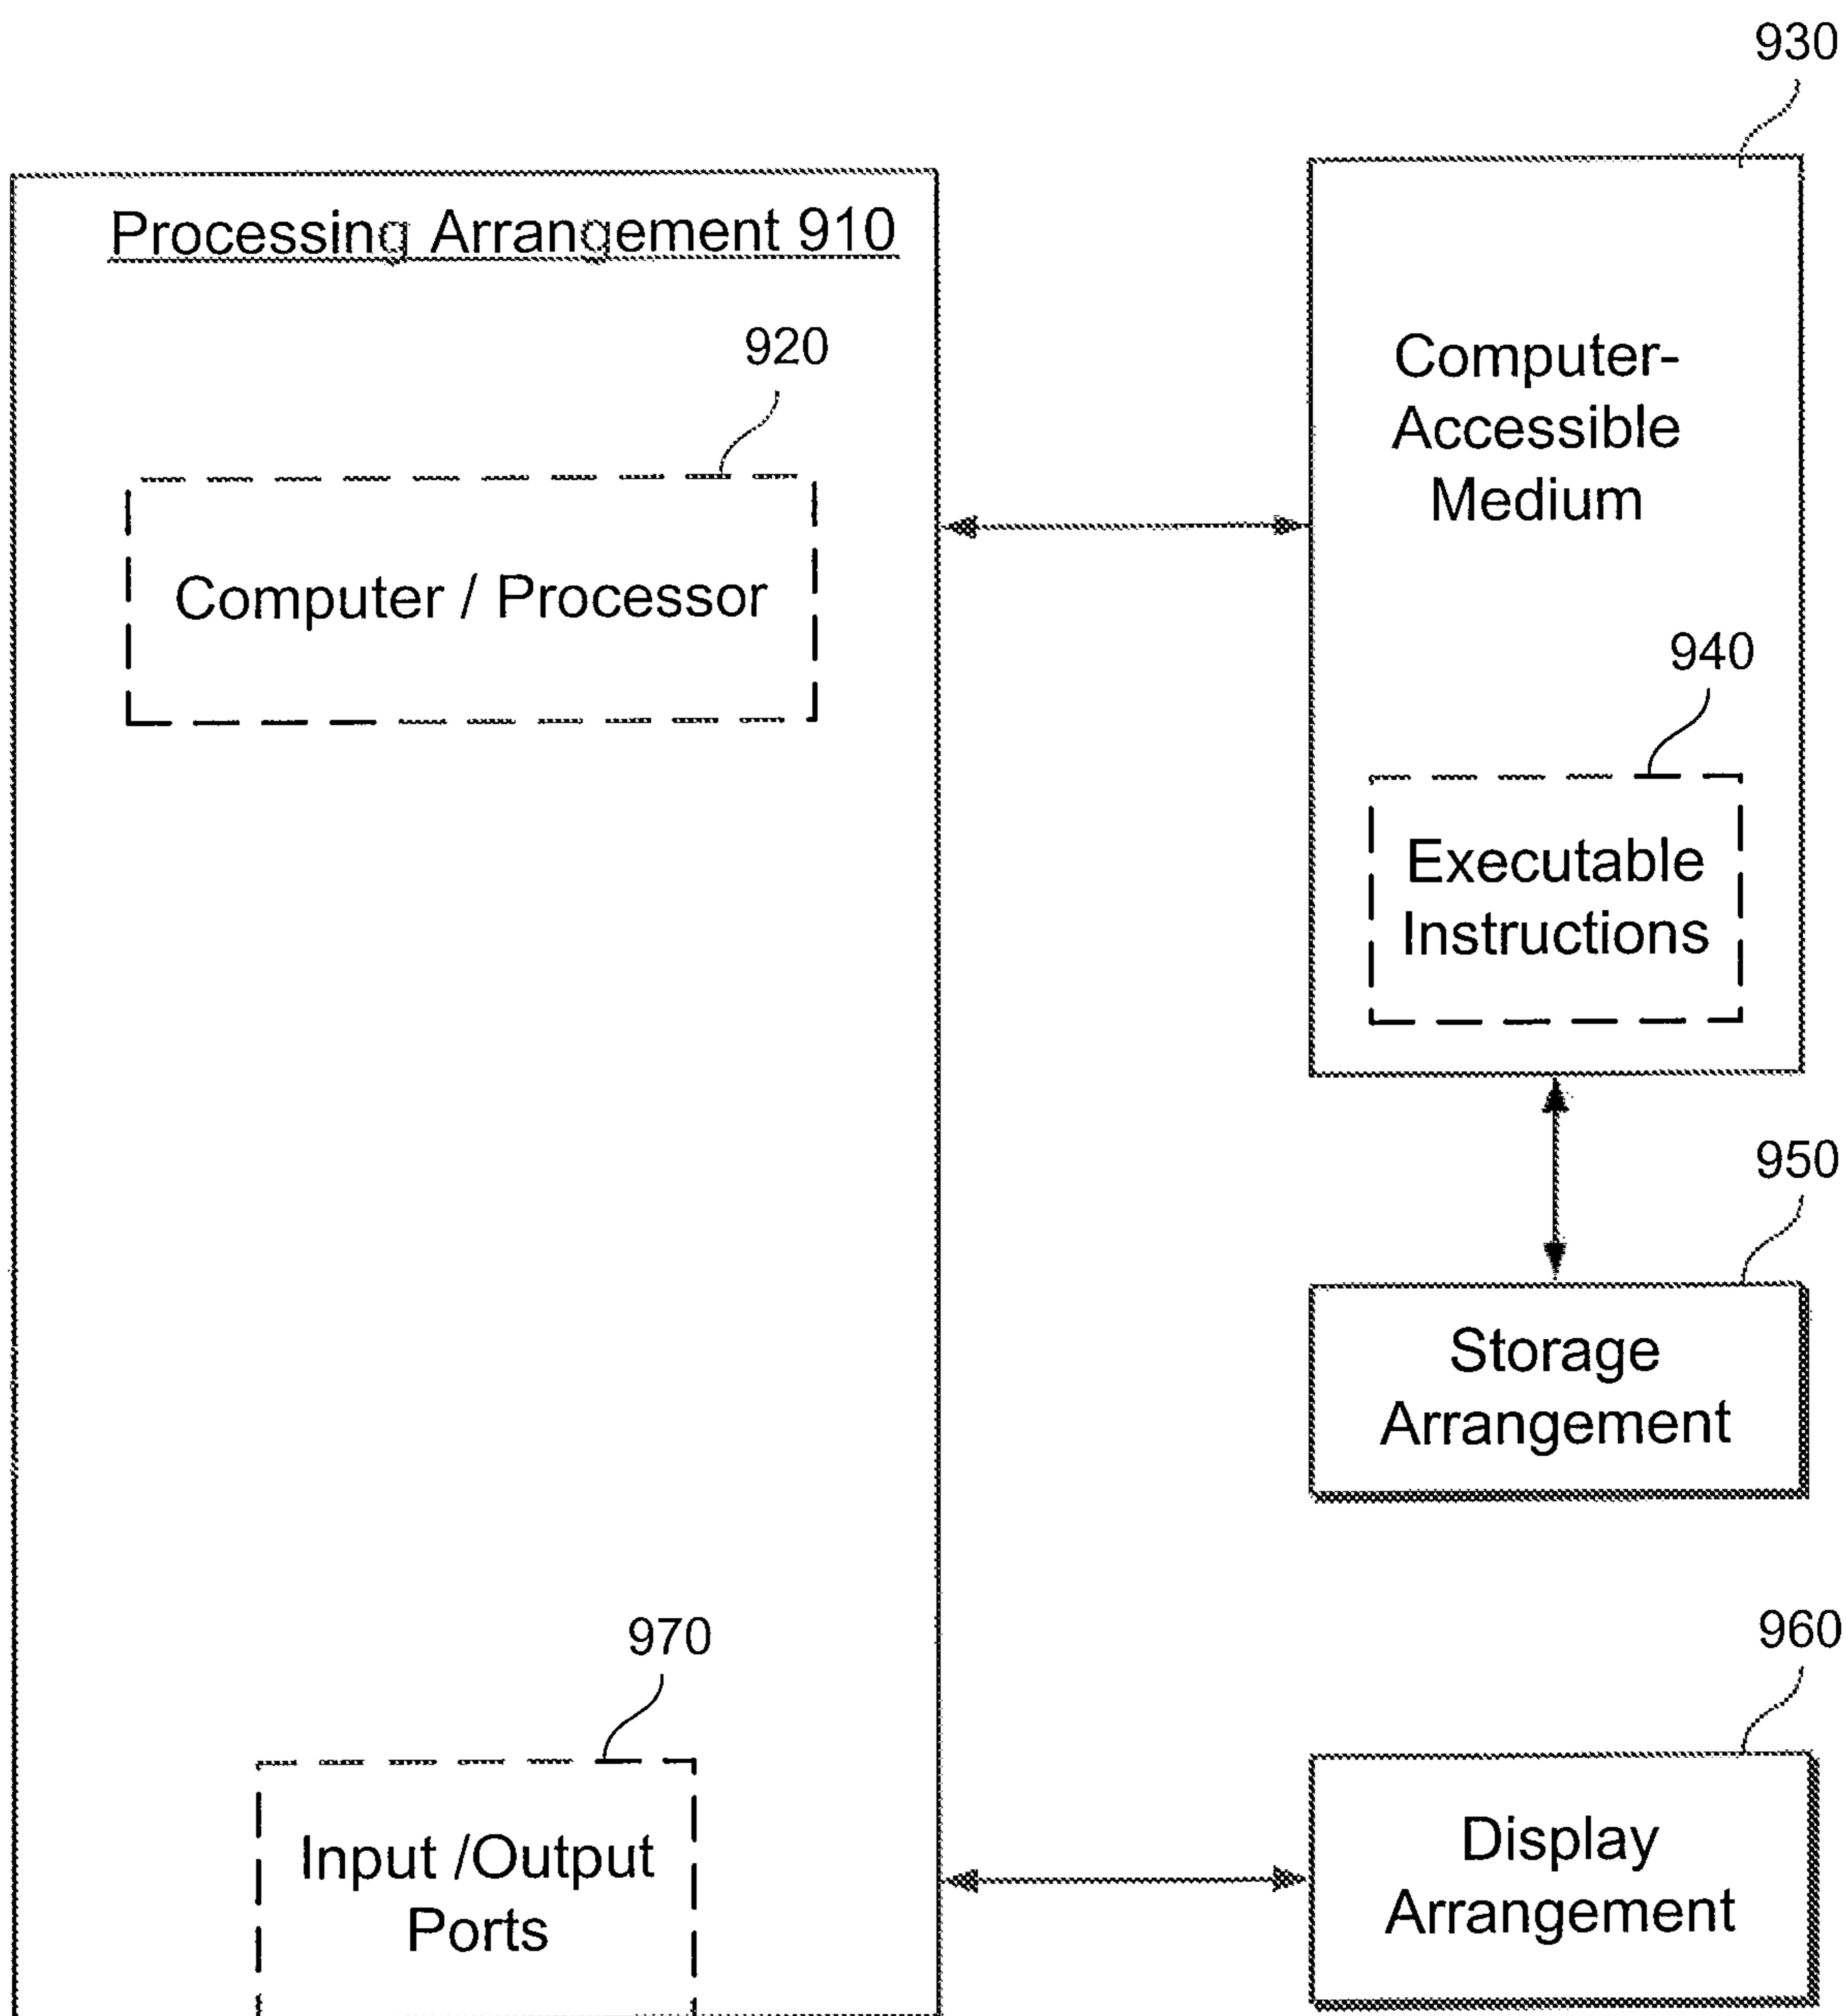 930
Processing Arrangement 910
920
Computer-
Accessible
Medium
Computer / Processor
940
Executable
Instructions
950
Storage
Arrangement
970
960
Input /Output
Ports
Display
Arrangement